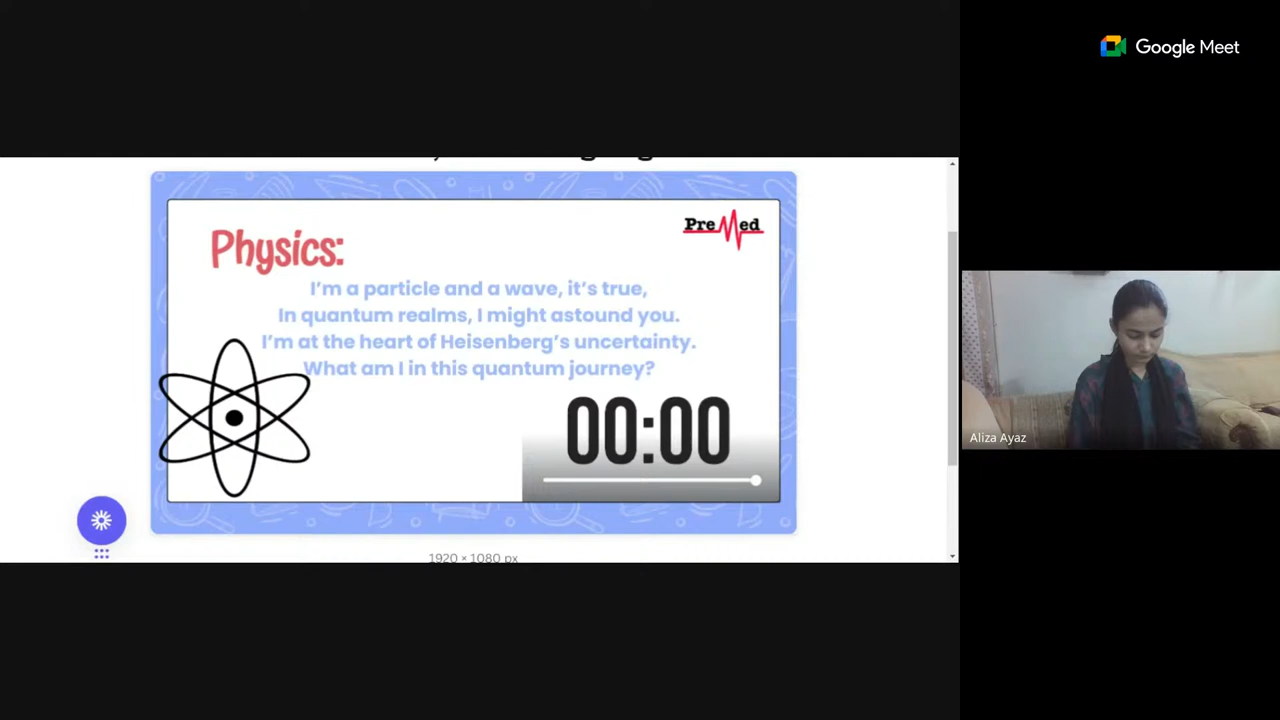 Google Meet
PreMed
Physics:
I'm a particle and a wave, it's true,
In quantum realms, I might astound you.
I'm at the heart of Heisenberg's uncertainty.
What am I in this quantum journey?
00:00
Aliza Ayaz
1920 × 1080 px